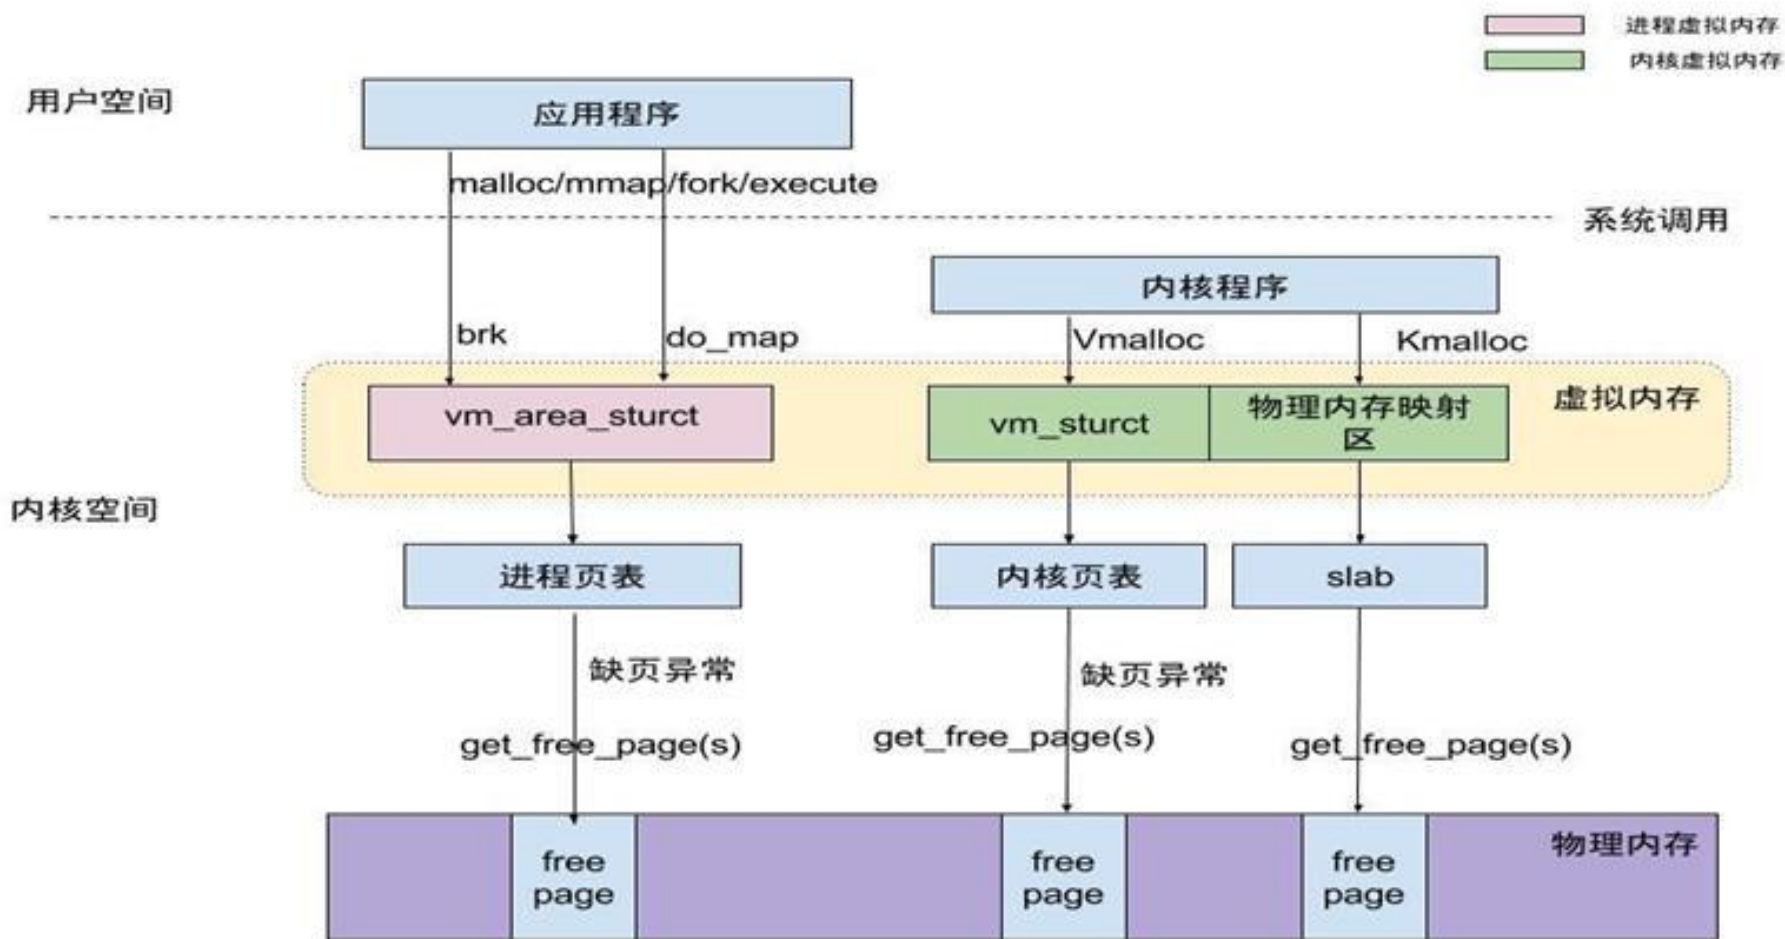 进程虚拟内存
内核虚拟内存
用户空间
应用程序
malloc/mmap/fork/execute
系统调用
内核程序
brk
do_map
Vmalloc
Kmalloc
虚拟内存
vm_area_sturct
vm_sturct
物理内存映射
区
内核空间
进程页表
内核页表
slab
缺页异常
缺页异常
get_free_page(s)
get_free_page(s)
get_free_page(s)
物理内存
free
page
free
page
free
page